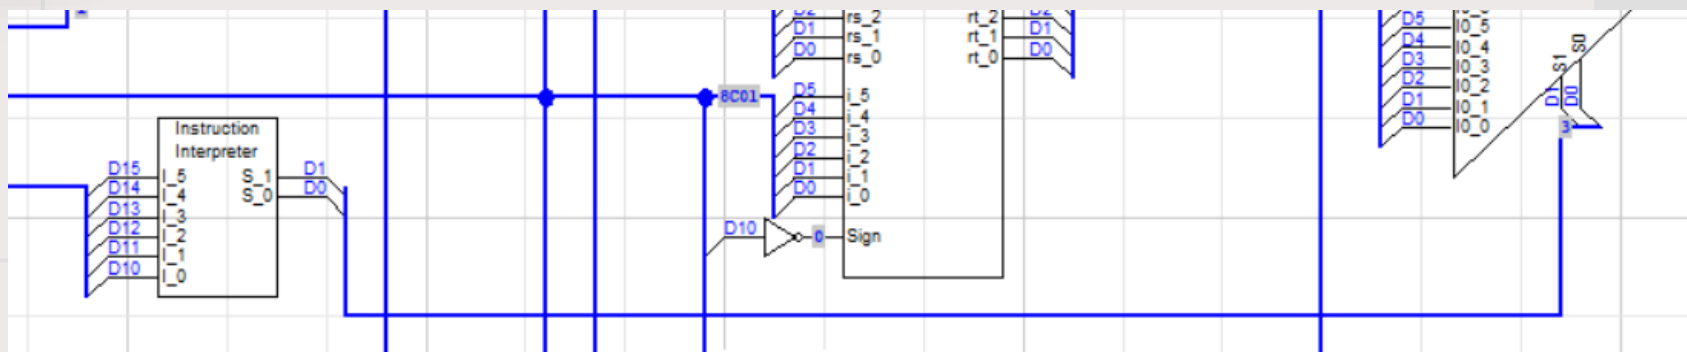 D2 rs_2 rt_2 D2
D1 rs_1 rt_1 D1
D0 rs_0 rt_0 D0
D5 I0_5
D4 I0_4
D3 I0_3
D2 I0_2
D1 I0_1
D0 I0_0
S1 S0
D1 D0
3
8C01
D5 i_5
D4 i_4
D3 i_3
D2 i_2
D1 i_1
D0 i_0
D10 0 Sign
Instruction
Interpreter
D15 I_5 S_1 D1
D14 I_4 S_0 D0
D13 I_3
D12 I_2
D11 I_1
D10 I_0